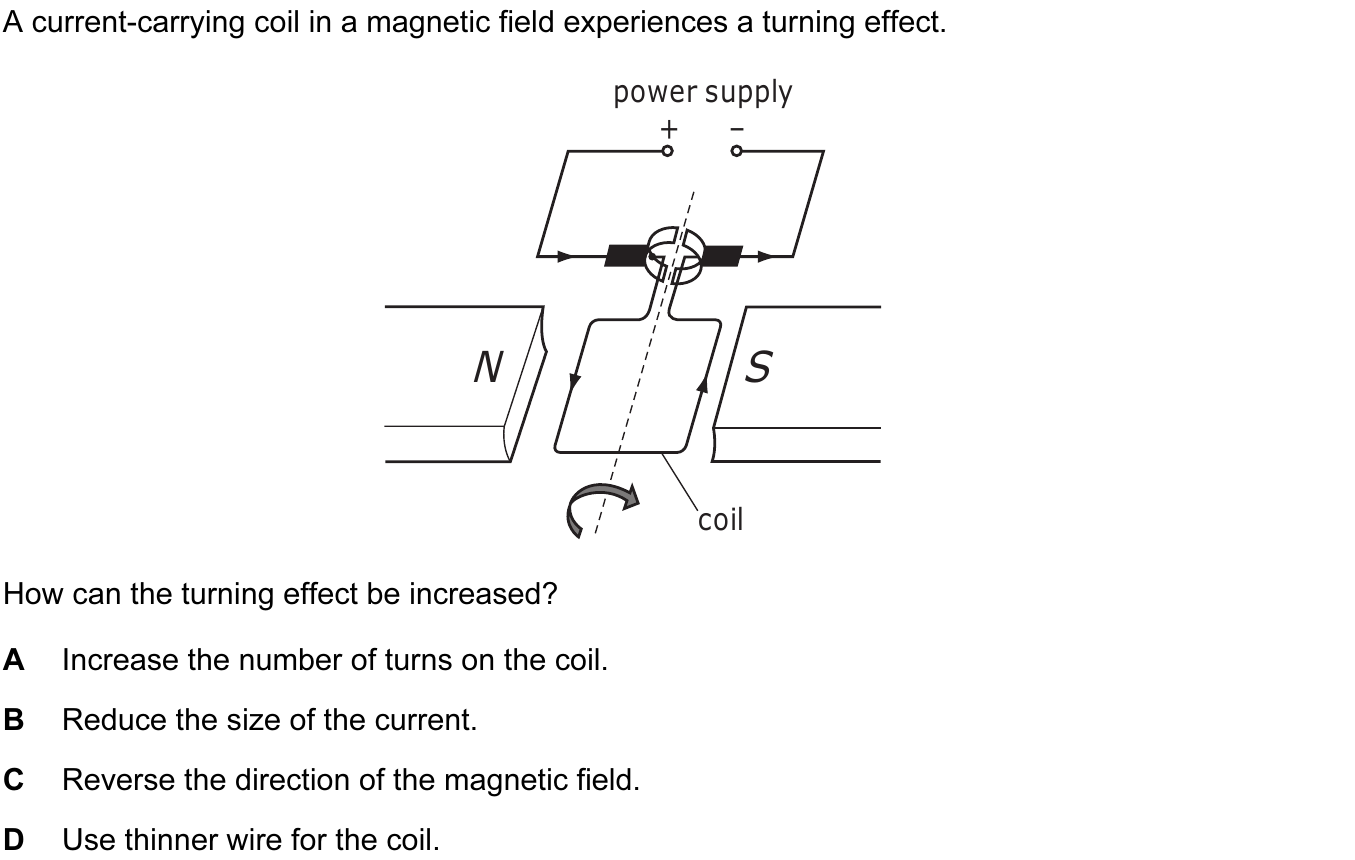 A current-carrying coil in a magnetic field experiences a turning effect.
power supply
+ –
N
S
coil
How can the turning effect be increased?
A Increase the number of turns on the coil.
B Reduce the size of the current.
C Reverse the direction of the magnetic field.
D Use thinner wire for the coil.